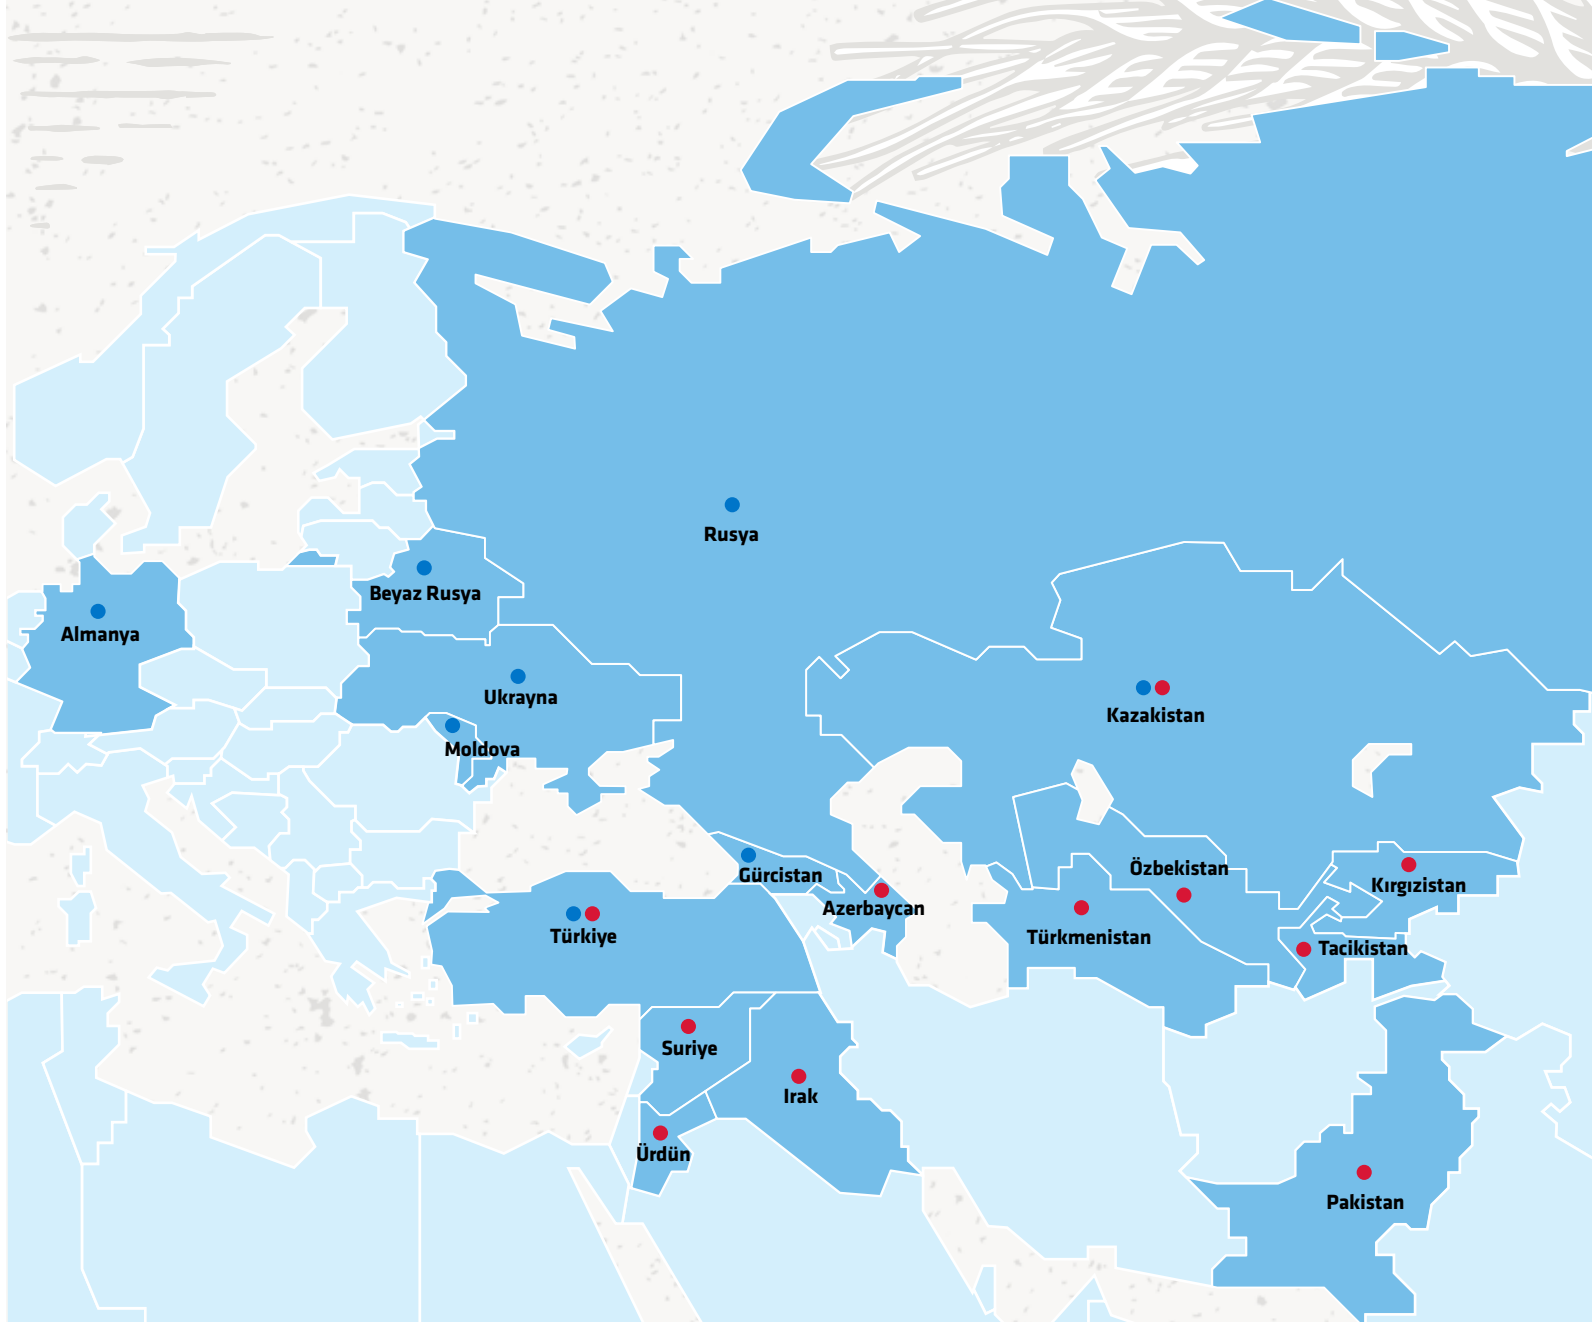 Rusya
Beyaz Rusya
Almanya
Ukrayna
Kazakistan
Moldova
Özbekistan
Gürcistan
Kırgızistan
Azerbaycan
Türkiye
Türkmenistan
Tacikistan
Suriye
Irak
Ürdün
Pakistan